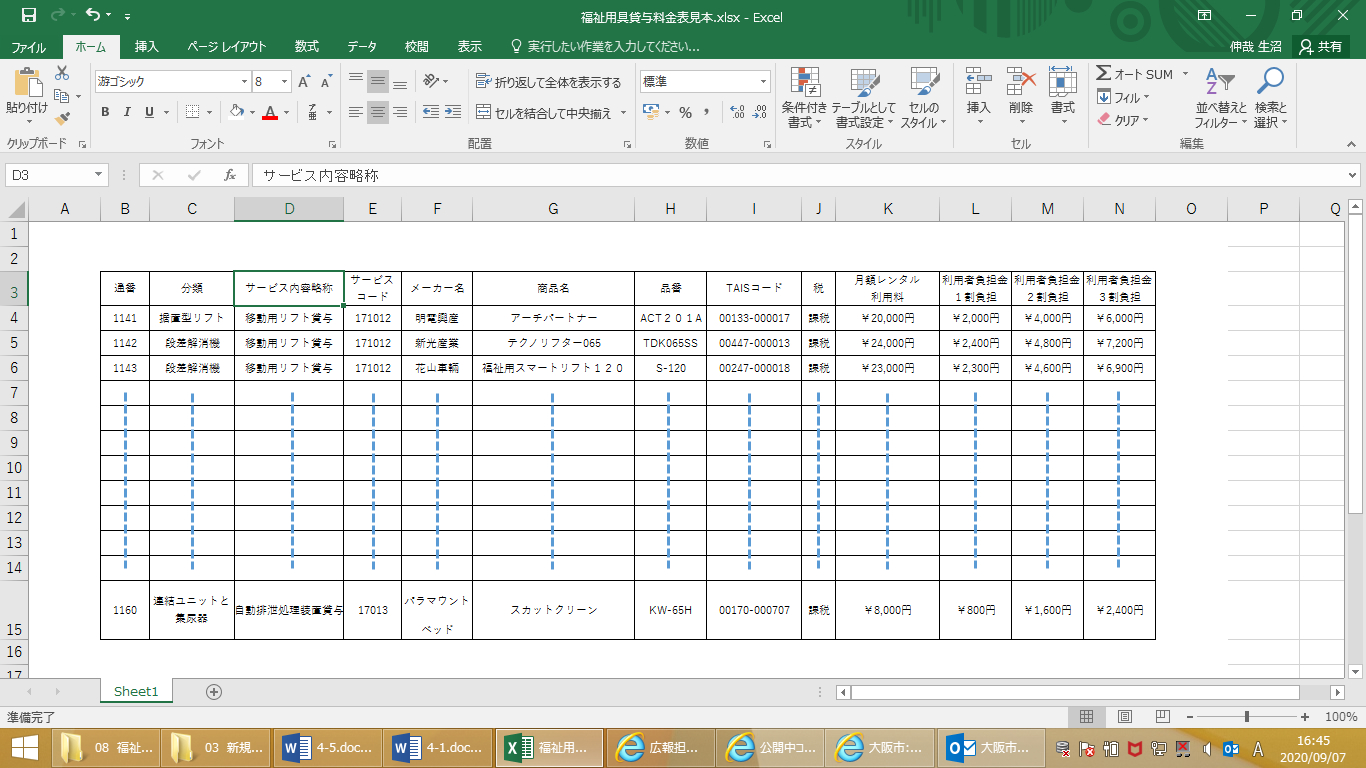 福祉用具貸与料金表見本.xlsx - Excel
ファイル ホーム 挿入 ページ レイアウト 数式 データ 校閲 表示 実行したい作業を入力してください... 伸哉 生沼 共有
貼り付け
クリップボード
游ゴシック 8
B I U
フォント
折り返して全体を表示する
セルを結合して中央揃え
配置
標準
% ,
数値
条件付き書式
テーブルとして書式設定
セルのスタイル
スタイル
挿入 削除 書式
セル
オート SUM
フィル
クリア
並べ替えとフィルター
検索と選択
編集
D3 fx サービス内容略称
A B C D E F G H I J K L M N O P Q
1
2
3 通番 分類 サービス内容略称 サービスコード メーカー名 商品名 品番 TAISコード 税 月額レンタル利用料 利用者負担金1割負担 利用者負担金2割負担 利用者負担金3割負担
4 1141 据置型リフト 移動用リフト貸与 171012 明電興産 アーチパートナー ACT２０１A 00133-000017 課税 ¥20,000円 ¥2,000円 ¥4,000円 ¥6,000円
5 1142 段差解消機 移動用リフト貸与 171012 新光産業 テクノリフター065 TDK065SS 00447-000013 課税 ¥24,000円 ¥2,400円 ¥4,800円 ¥7,200円
6 1143 段差解消機 移動用リフト貸与 171012 花山車輌 福祉用スマートリフト１２０ S-120 00247-000018 課税 ¥23,000円 ¥2,300円 ¥4,600円 ¥6,900円
7
8
9
10
11
12
13
14
15 1160 連結ユニットと集尿器 自動排泄処理装置貸与 17013 パラマウントベッド スカットクリーン KW-65H 00170-000707 課税 ¥8,000円 ¥800円 ¥1,600円 ¥2,400円
16
17
Sheet1
準備完了 100%
08 福祉... 03 新規... 4-5.doc... 4-1.doc... 福祉用... 広報担... 公開中コ... 大阪市:... 大阪市... A 16:45
2020/09/07